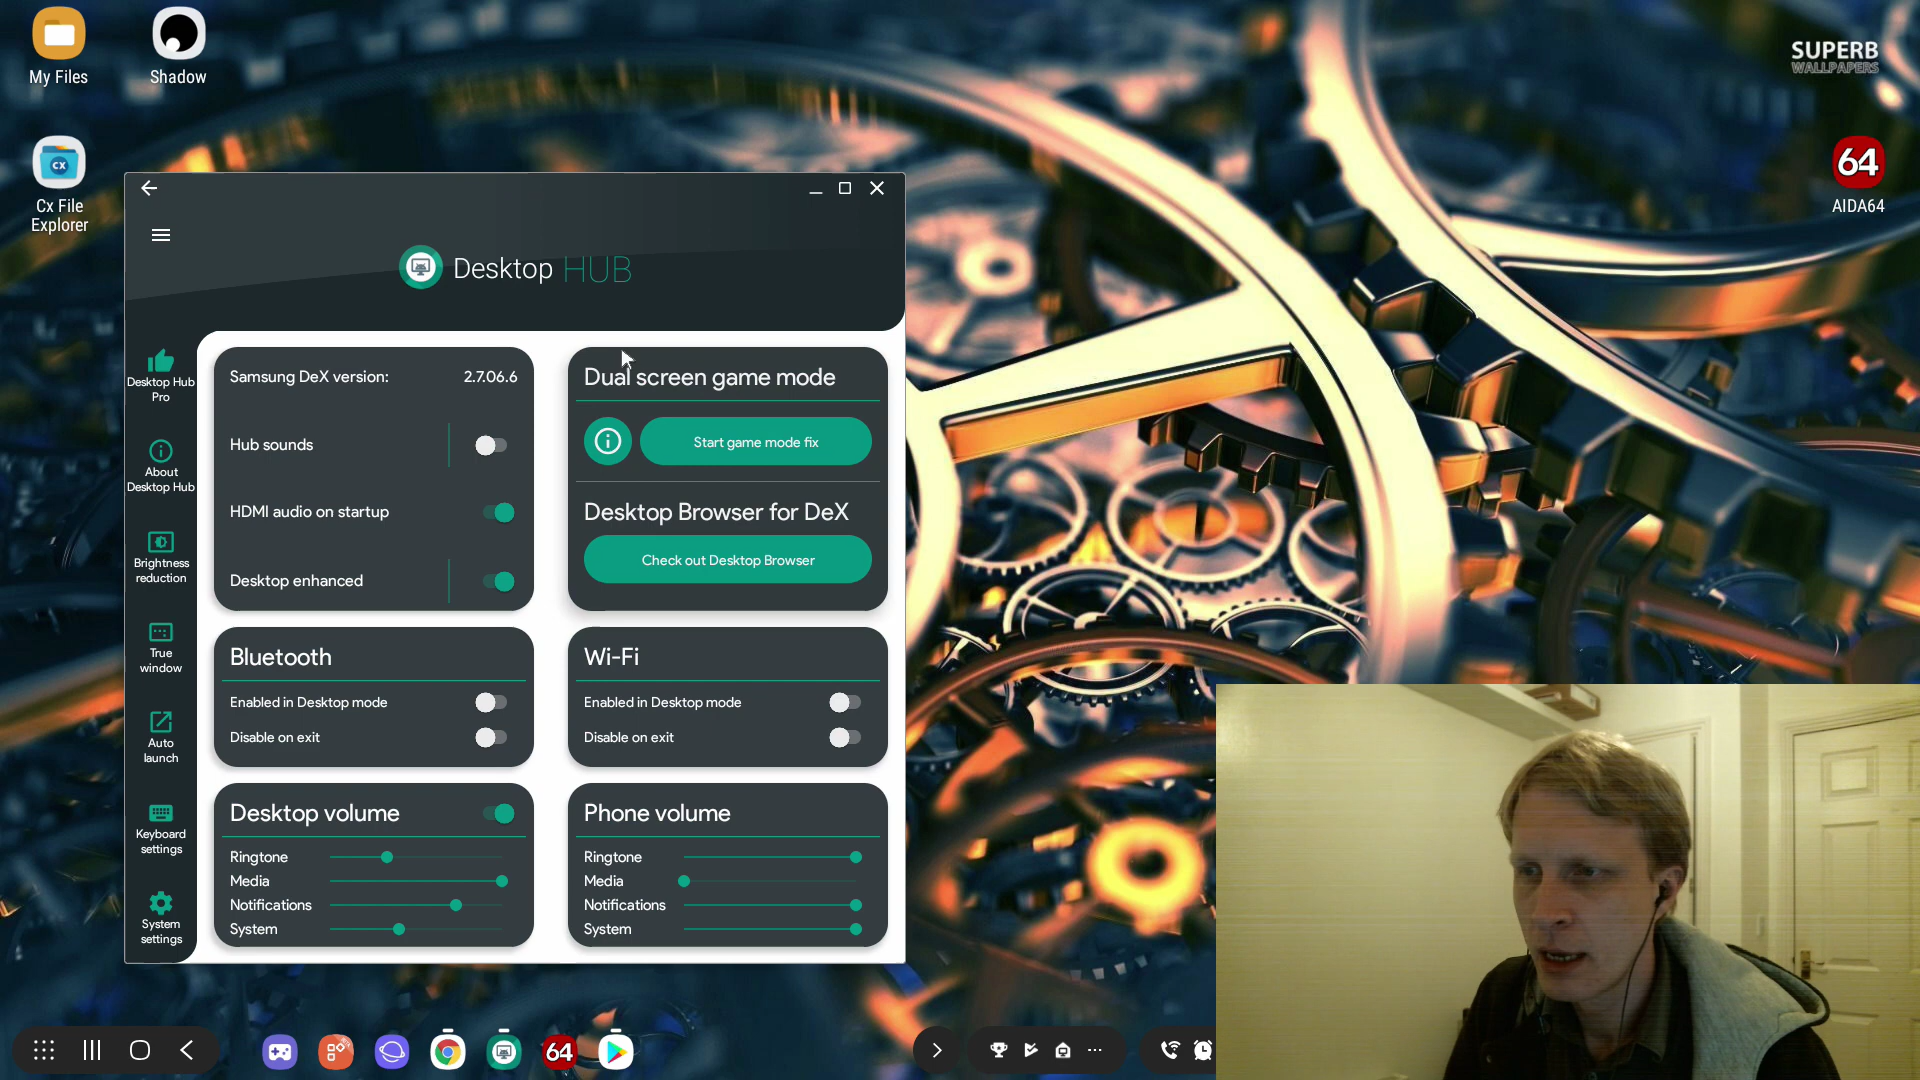 My Files
Shadow
SUPERB
WALLPAPERS
Cx File
Explorer
cx
64
AIDA64
Desktop HUB
Desktop Hub
Pro
About
Desktop Hub
Brightness
reduction
True
window
Auto
launch
Keyboard
settings
System
settings
Samsung DeX version: 2.7.06.6
Hub sounds
HDMI audio on startup
Desktop enhanced
Dual screen game mode
Start game mode fix
Desktop Browser for DeX
Check out Desktop Browser
Bluetooth
Enabled in Desktop mode
Disable on exit
Wi-Fi
Enabled in Desktop mode
Disable on exit
Desktop volume
Ringtone
Media
Notifications
System
Phone volume
Ringtone
Media
Notifications
System
64